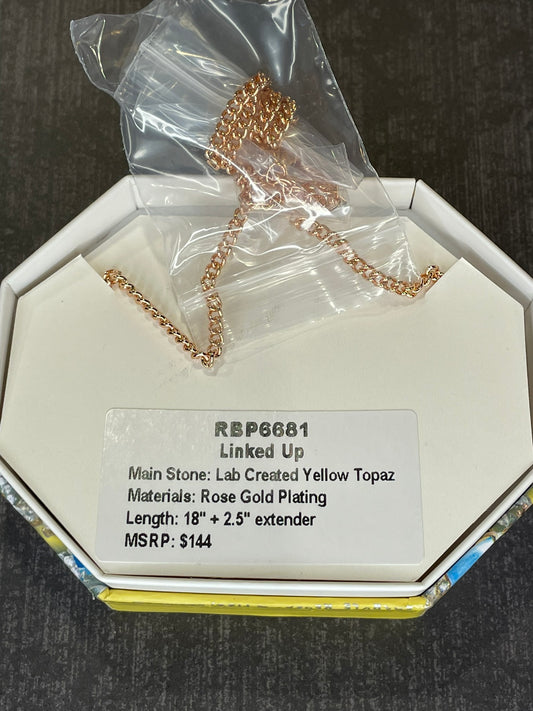 RBP6681
Linked Up
Main Stone: Lab Created Yellow Topaz
Materials: Rose Gold Plating
Length: 18" + 2.5" extender
MSRP: $144